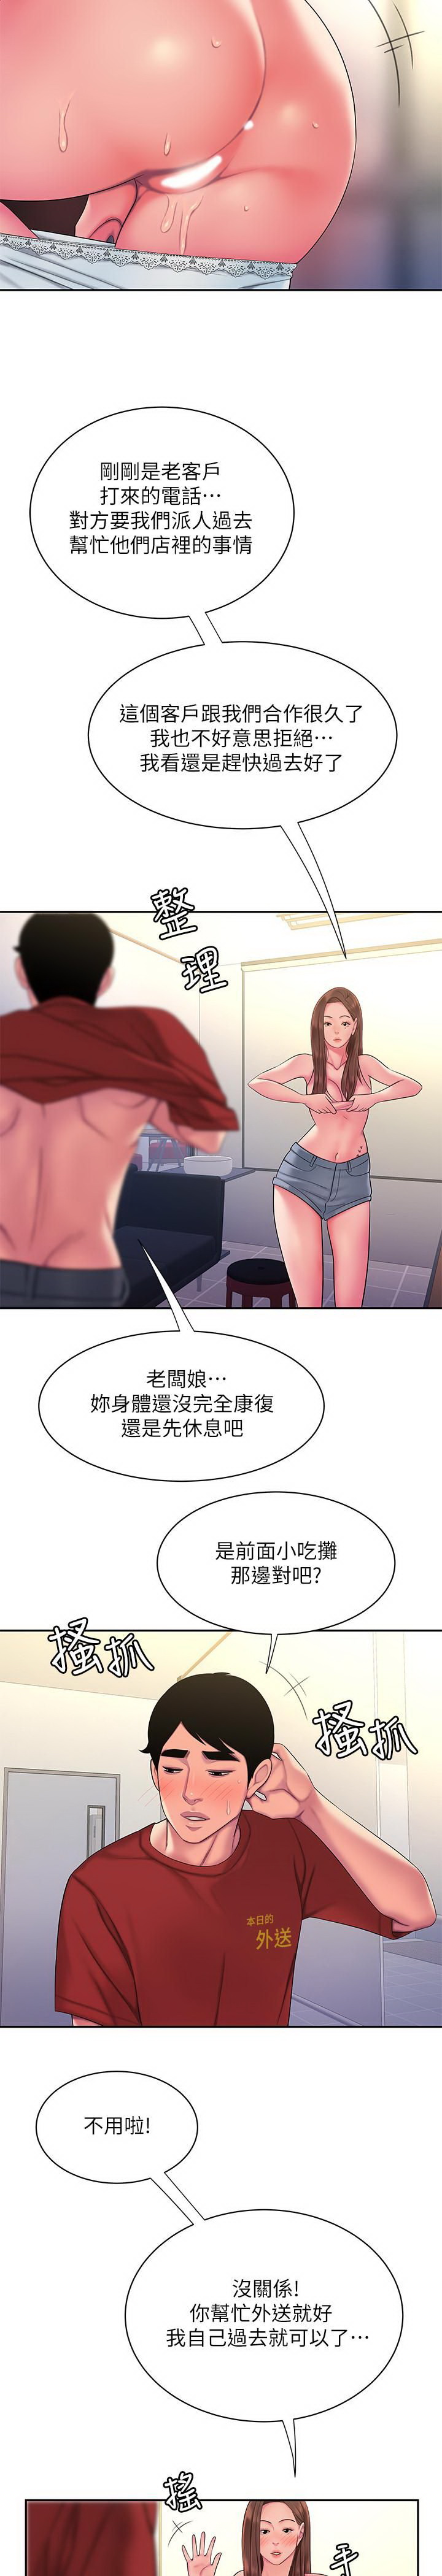 剛剛是老客戶
打來的電話⋯
對方要我們派人過去
幫忙他們店裡的事情
這個客戶跟我們合作很久了
我也不好意思拒絕⋯
我看還是趕快過去好了
整理
老闆娘⋯
妳身體還沒完全康復
還是先休息吧
是前面小吃攤
那邊對吧?
搔抓
搔抓
本日的
外送
不用啦!
沒關係!
你幫忙外送就好
我自己過去就可以了⋯
搖
手